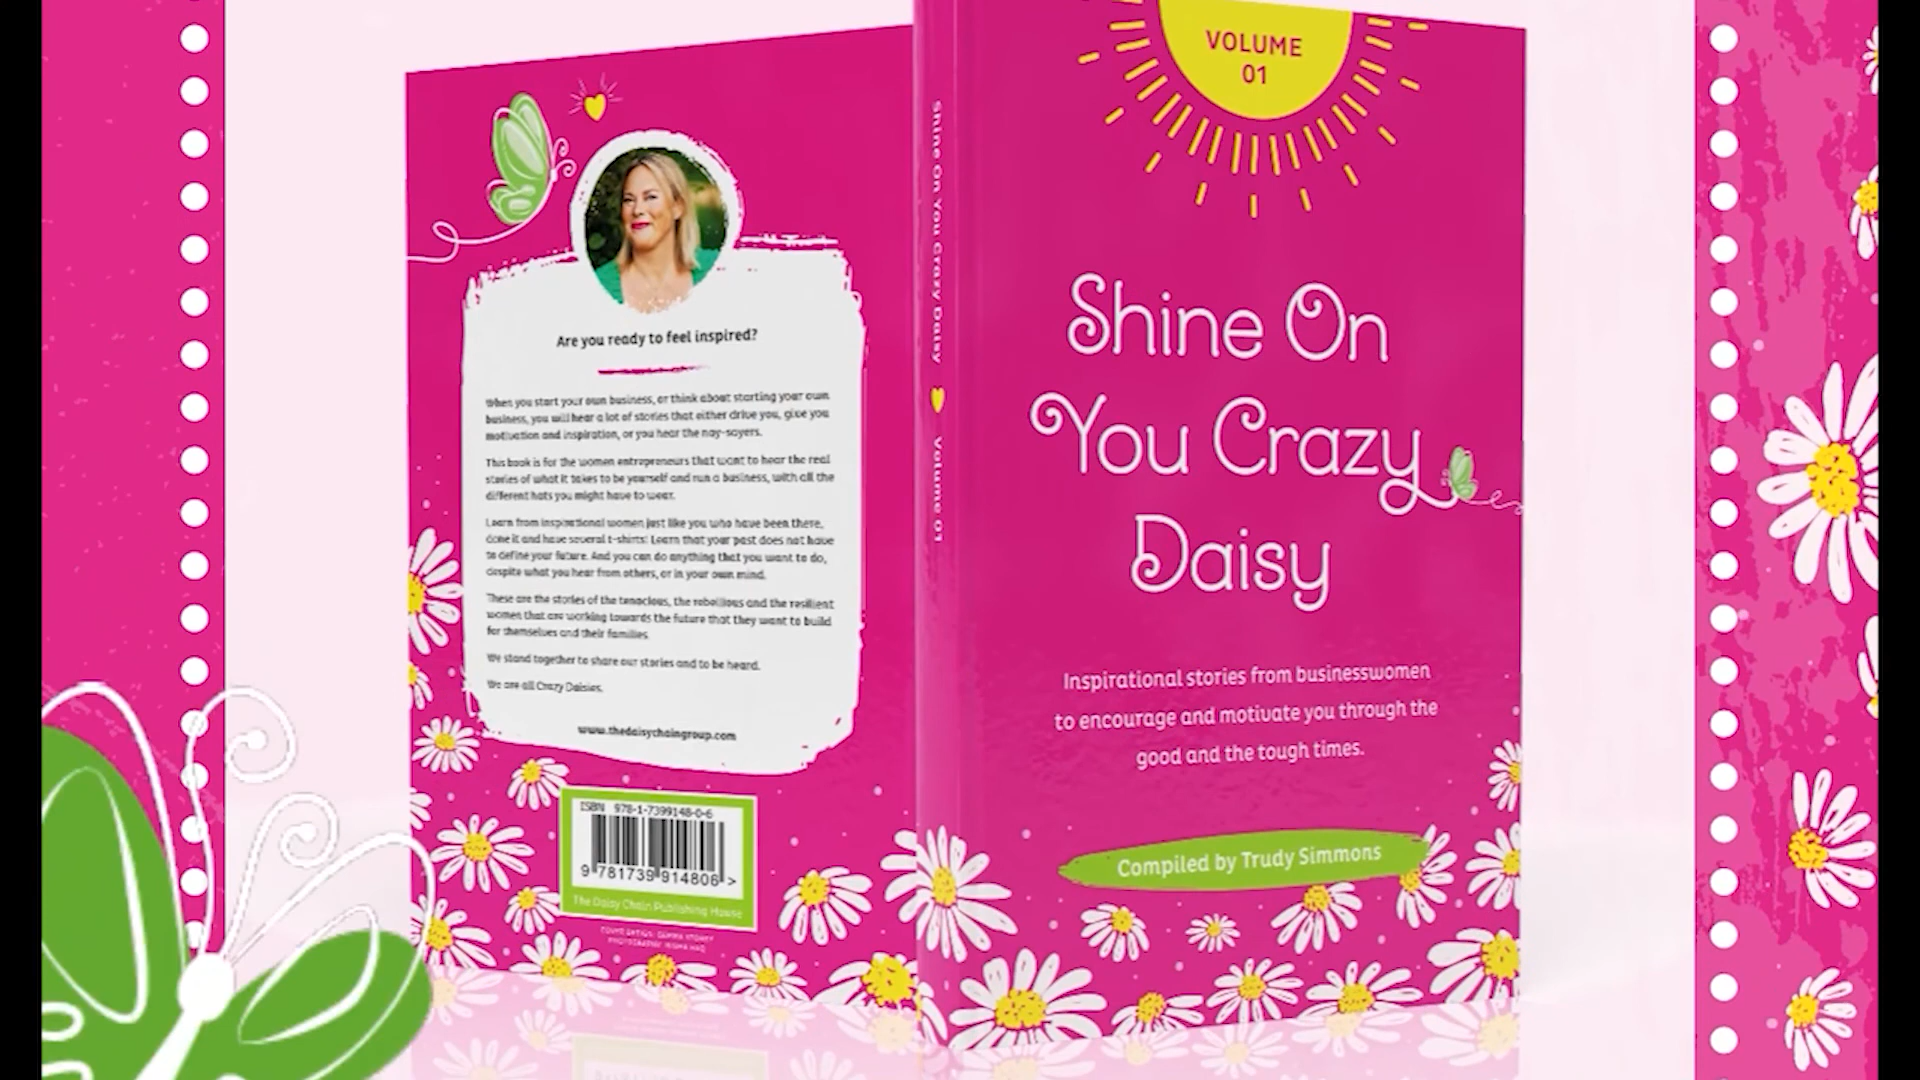 Are you ready to feel inspired?
When you start your own business, or think about starting your own
business, you will hear a lot of stories that either drive you, give you
motivation and inspiration, or you hear the nay-sayers.
This book is for the women entrepreneurs that want to hear the real
stories of what it takes to be yourself and run a business, with all the
different hats you might have to wear.
Learn from inspirational women just like you who have been there,
done it and have several t-shirts! Learn that your past does not have
to define your future. And you can do anything that you want to do,
despite what you hear from others, or in your own mind.
These are the stories of the tenacious, the rebellious and the resilient
women that are working towards the future that they want to build
for themselves and their families.
We stand together to share our stories and to be heard.
We are all Crazy Daisies.
www.thedaisychaingroup.com
ISBN 978-1-7399148-0-6
9 781739 914806 >
The Daisy Chain Publishing House
Shine On You Crazy Daisy Volume 01
VOLUME
01
Shine On
You Crazy
Daisy
Inspirational stories from businesswomen
to encourage and motivate you through the
good and the tough times.
Compiled by Trudy Simmons